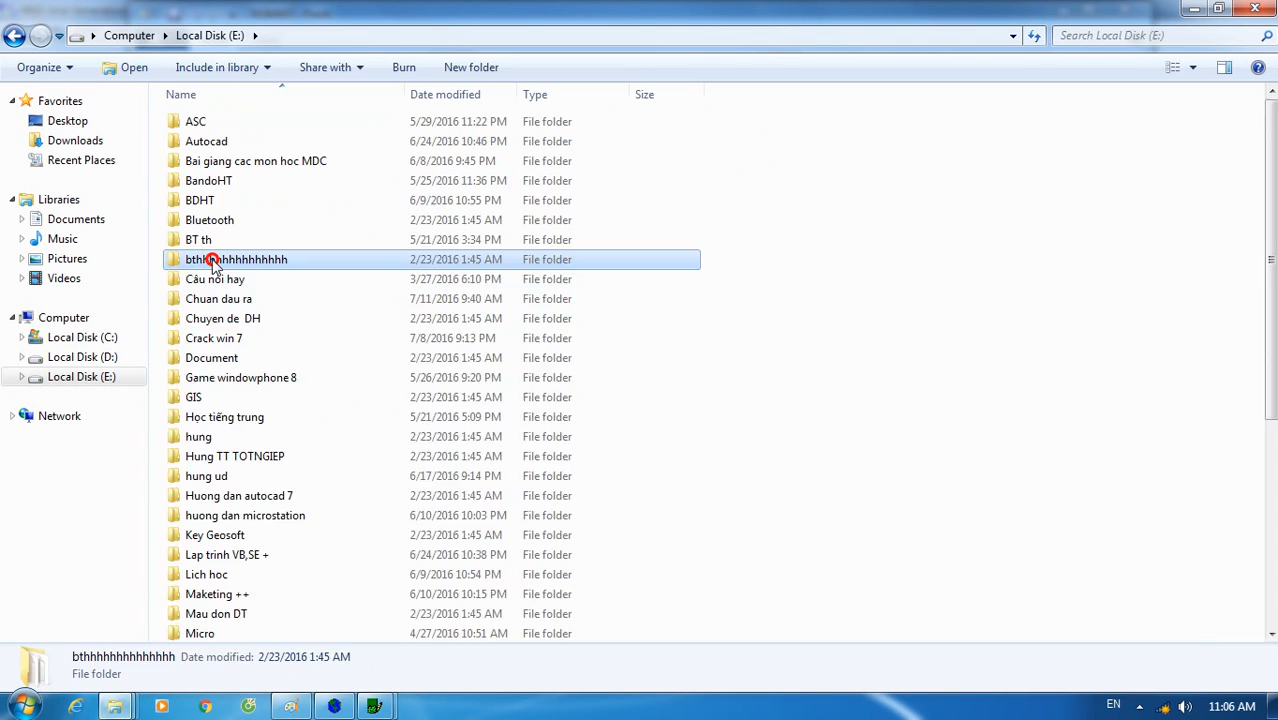 Computer Local Disk (E:) Search Local Disk (E:)
Organize Open Include in library Share with Burn New folder
Name Date modified Type Size
Favorites
Desktop
Downloads
Recent Places
Libraries
Documents
Music
Pictures
Videos
Computer
Local Disk (C:)
Local Disk (D:)
Local Disk (E:)
Network
ASC 5/29/2016 11:22 PM File folder
Autocad 6/24/2016 10:46 PM File folder
Bai giang cac mon hoc MDC 6/8/2016 9:45 PM File folder
BandoHT 5/25/2016 11:36 PM File folder
BDHT 6/9/2016 10:55 PM File folder
Bluetooth 2/23/2016 1:45 AM File folder
BT th 5/21/2016 3:34 PM File folder
bthhhhhhhhhhhhhh 2/23/2016 1:45 AM File folder
Câu nói hay 3/27/2016 6:10 PM File folder
Chuan dau ra 7/11/2016 9:40 AM File folder
Chuyen de DH 2/23/2016 1:45 AM File folder
Crack win 7 7/8/2016 9:13 PM File folder
Document 2/23/2016 1:45 AM File folder
Game windowphone 8 5/26/2016 9:20 PM File folder
GIS 2/23/2016 1:45 AM File folder
Học tiếng trung 5/21/2016 5:09 PM File folder
hung 2/23/2016 1:45 AM File folder
Hung TT TOTNGIEP 2/23/2016 1:45 AM File folder
hung ud 6/17/2016 9:14 PM File folder
Huong dan autocad 7 2/23/2016 1:45 AM File folder
huong dan microstation 6/10/2016 10:03 PM File folder
Key Geosoft 2/23/2016 1:45 AM File folder
Lap trinh VB,SE + 6/24/2016 10:38 PM File folder
Lich hoc 6/9/2016 10:54 PM File folder
Maketing ++ 6/10/2016 10:15 PM File folder
Mau don DT 2/23/2016 1:45 AM File folder
Micro 4/27/2016 10:51 AM File folder
bthhhhhhhhhhhhhh Date modified: 2/23/2016 1:45 AM
File folder
EN 11:06 AM